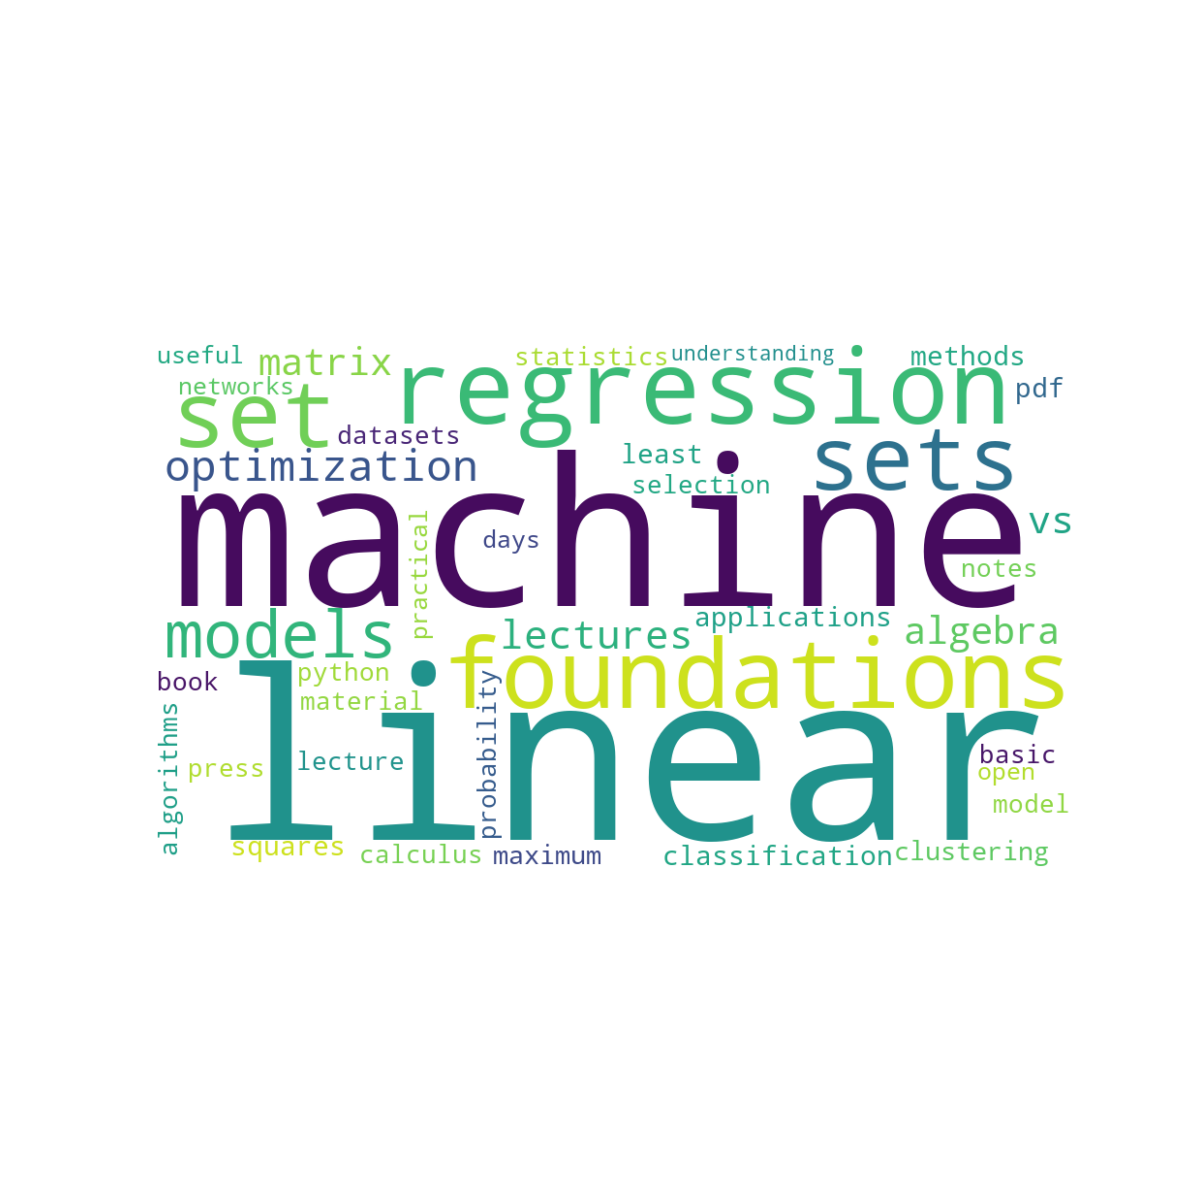 useful
matrix
statistics
understanding
methods
networks
set
regression
pdf
datasets
optimization
least
sets
selection
machine
practical
days
vs
notes
models
lectures
applications
algebra
foundations
python
book
material
probability
algorithms
linear
press
lecture
basic
open
model
squares
calculus
maximum
classification
clustering